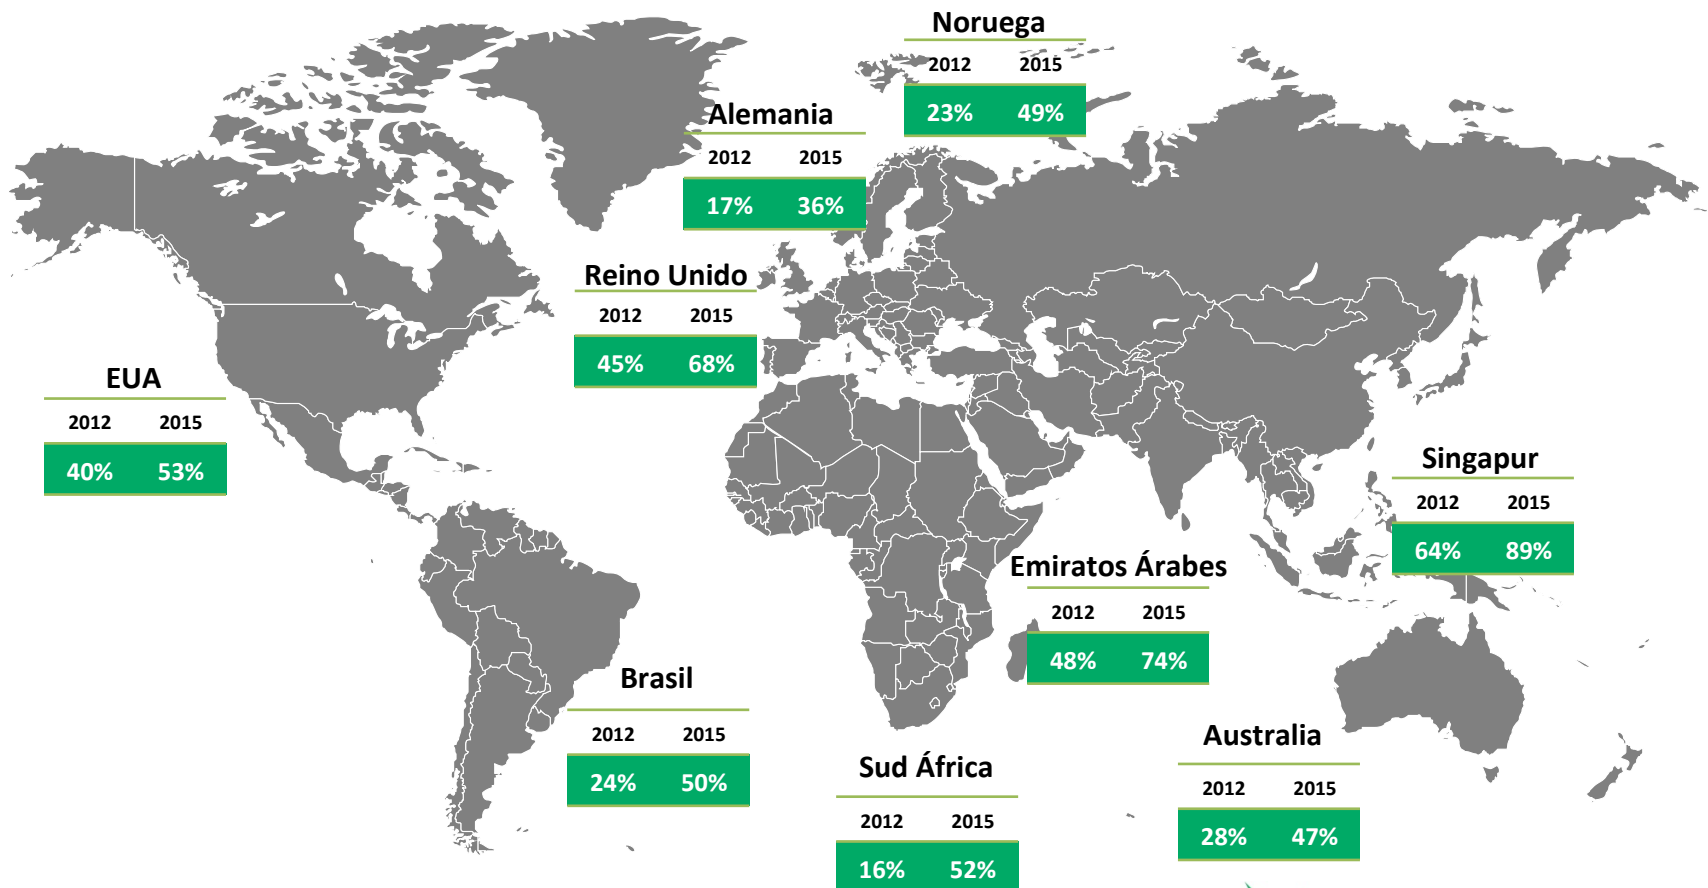 Noruega
2012 2015
23% 49%
Alemania
2012 2015
17% 36%
Reino Unido
2012 2015
45% 68%
EUA
2012 2015
40% 53%
Singapur
2012 2015
64% 89%
Emiratos Árabes
2012 2015
48% 74%
Brasil
2012 2015
24% 50%
Australia
2012 2015
28% 47%
Sud África
2012 2015
16% 52%